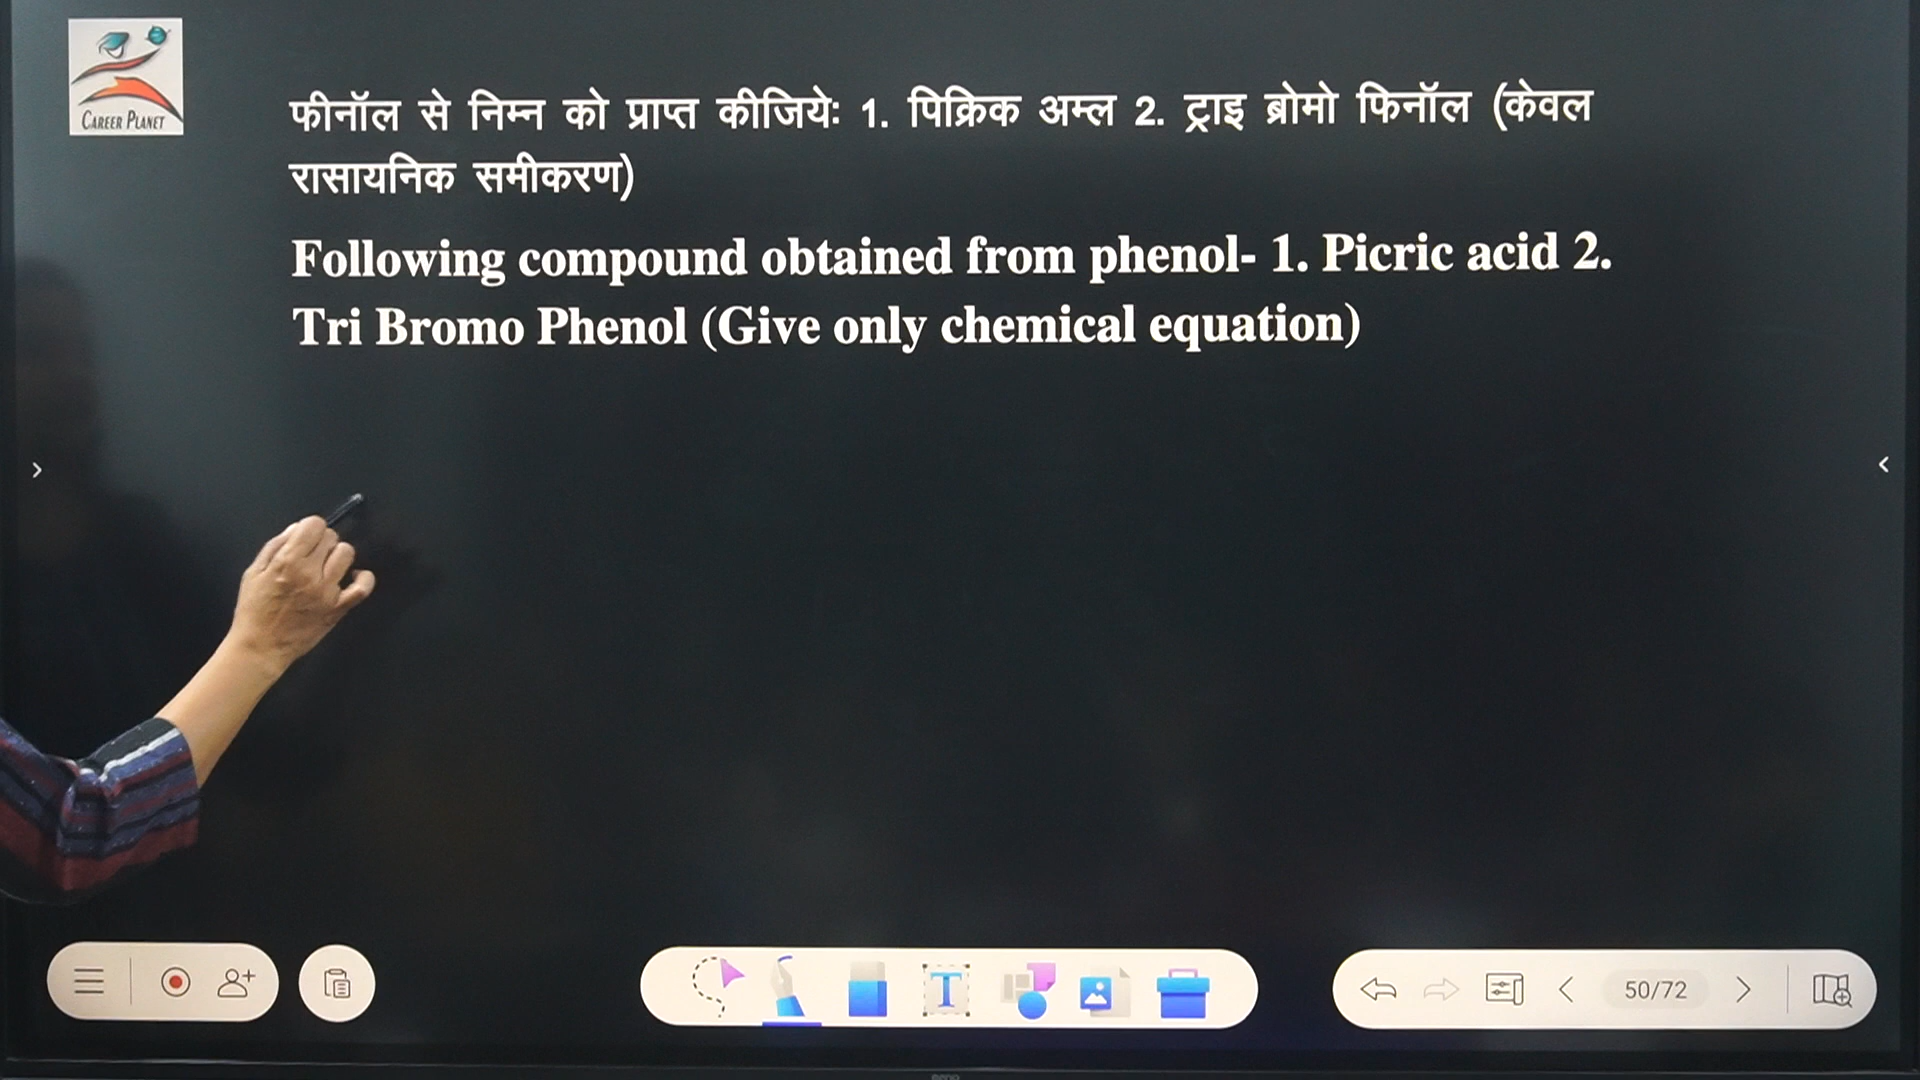 CAREER PLANET
फीनॉल से निम्न को प्राप्त कीजिये: 1. पिक्रिक अम्ल 2. ट्राइ ब्रोमो फिनॉल (केवल
रासायनिक समीकरण)
Following compound obtained from phenol- 1. Picric acid 2.
Tri Bromo Phenol (Give only chemical equation)
50/72